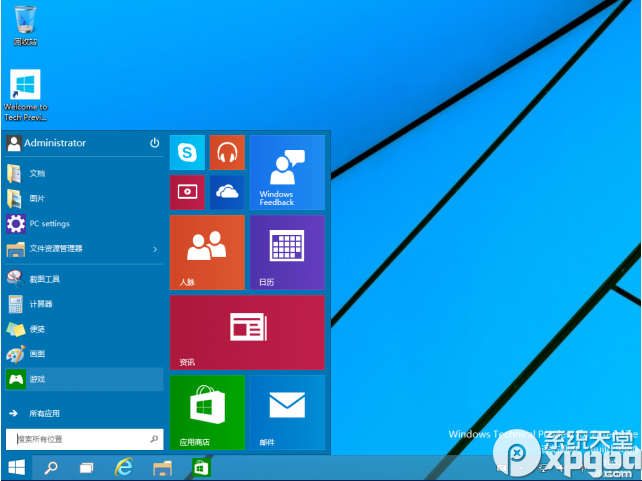 回收站
Welcome to
Tech Previ...
Administrator
文档
图片
PC settings
文件资源管理器
截图工具
计算器
便笺
画图
游戏
所有应用
搜索所有位置
Windows
Feedback
人脉
日历
资讯
应用商店
邮件
Windows Technical P
系统天堂
xpgod
.com